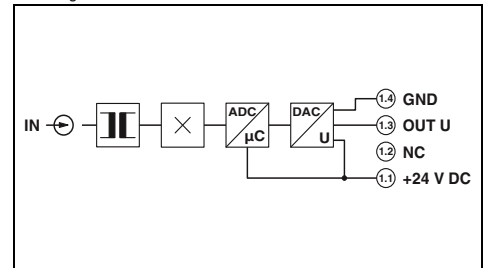 IN
ADC
µC
DAC
U
1.4 GND
1.3 OUT U
1.2 NC
1.1 +24 V DC